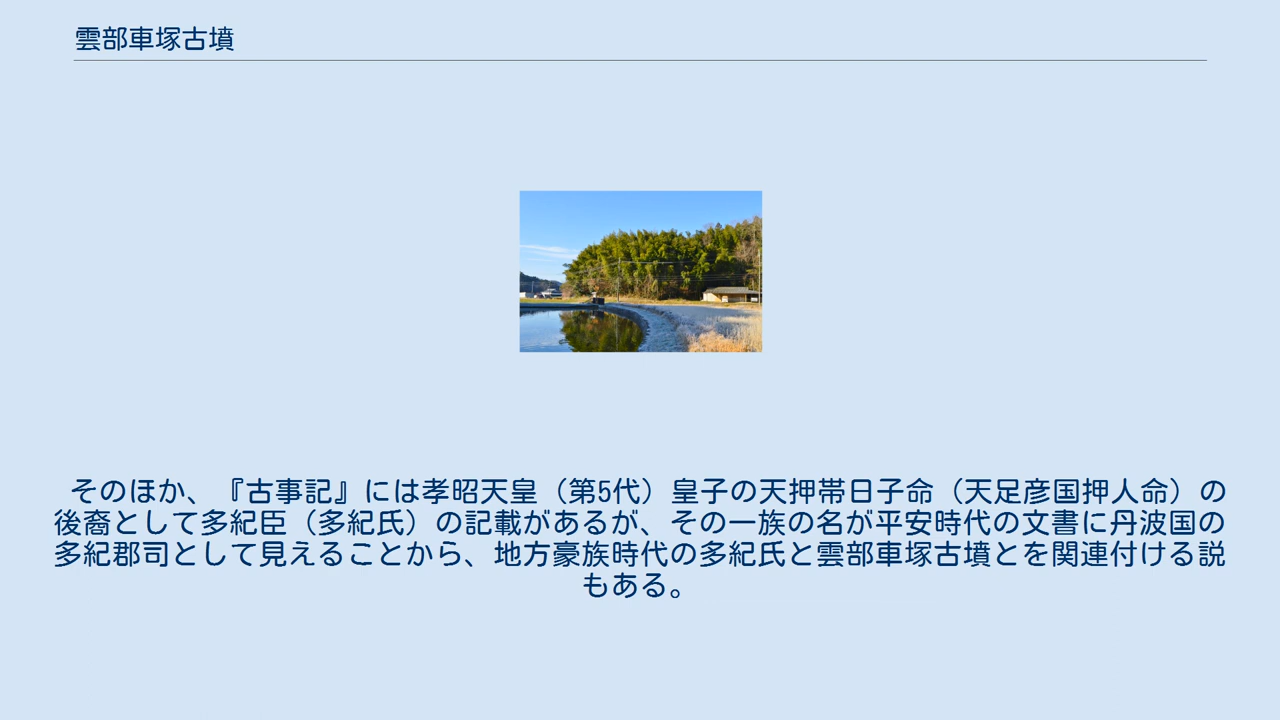 雲部車塚古墳
そのほか、『古事記』には孝昭天皇（第5代）皇子の天押帯日子命（天足彦国押人命）の
後裔として多紀臣（多紀氏）の記載があるが、その一族の名が平安時代の文書に丹波国の
多紀郡司として見えることから、地方豪族時代の多紀氏と雲部車塚古墳とを関連付ける説
もある。